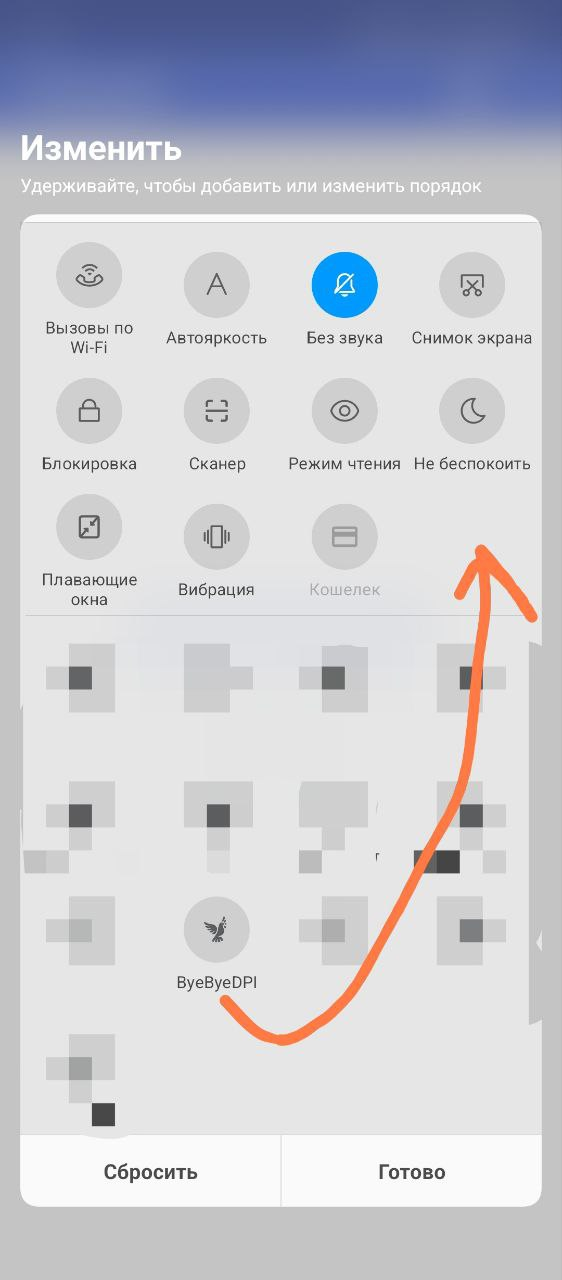 Изменить
Удерживайте, чтобы добавить или изменить порядок
Вызовы по
Wi-Fi
Автояркость
Без звука
Снимок экрана
Блокировка
Сканер
Режим чтения
Не беспокоить
Плавающие
окна
Вибрация
Кошелек
ByeByeDPI
Сбросить
Готово